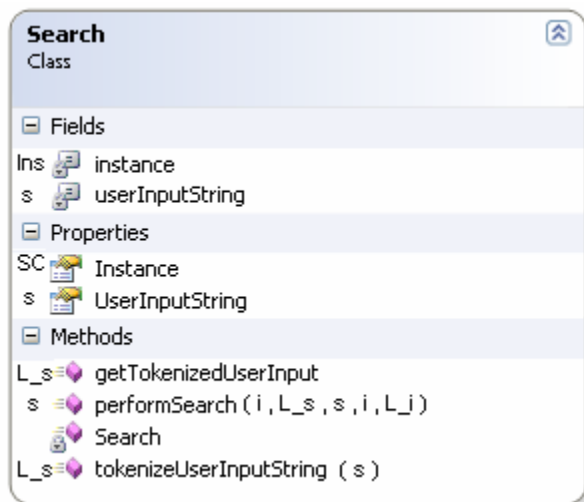 Search
Class
Fields
Ins instance
s userInputString
Properties
SC Instance
s UserInputString
Methods
L_s getTokenizedUserInput
s performSearch (i,L_s,s,i,L_i)
Search
L_s tokenizeUserInputString (s)